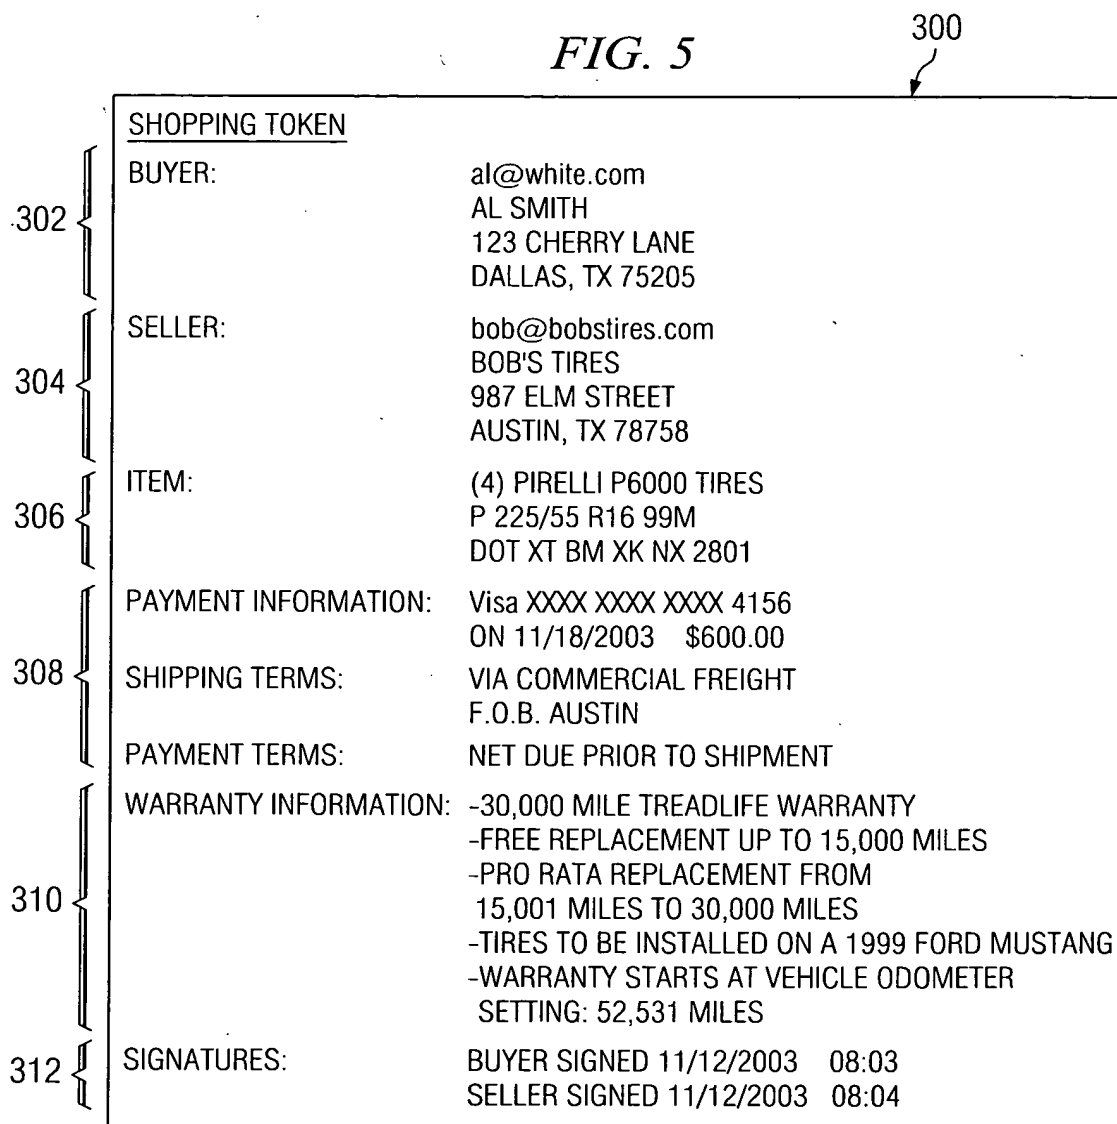 FIG. 5
300
SHOPPING TOKEN
302
BUYER: al@white.com
AL SMITH
123 CHERRY LANE
DALLAS, TX 75205
304
SELLER: bob@bobstires.com
BOB'S TIRES
987 ELM STREET
AUSTIN, TX 78758
306
ITEM: (4) PIRELLI P6000 TIRES
P 225/55 R16 99M
DOT XT BM XK NX 2801
308
PAYMENT INFORMATION: Visa XXXX XXXX XXXX 4156
ON 11/18/2003 $600.00
SHIPPING TERMS: VIA COMMERCIAL FREIGHT
F.O.B. AUSTIN
PAYMENT TERMS: NET DUE PRIOR TO SHIPMENT
310
WARRANTY INFORMATION: -30,000 MILE TREADLIFE WARRANTY
-FREE REPLACEMENT UP TO 15,000 MILES
-PRO RATA REPLACEMENT FROM
15,001 MILES TO 30,000 MILES
-TIRES TO BE INSTALLED ON A 1999 FORD MUSTANG
-WARRANTY STARTS AT VEHICLE ODOMETER
SETTING: 52,531 MILES
312
SIGNATURES: BUYER SIGNED 11/12/2003 08:03
SELLER SIGNED 11/12/2003 08:04